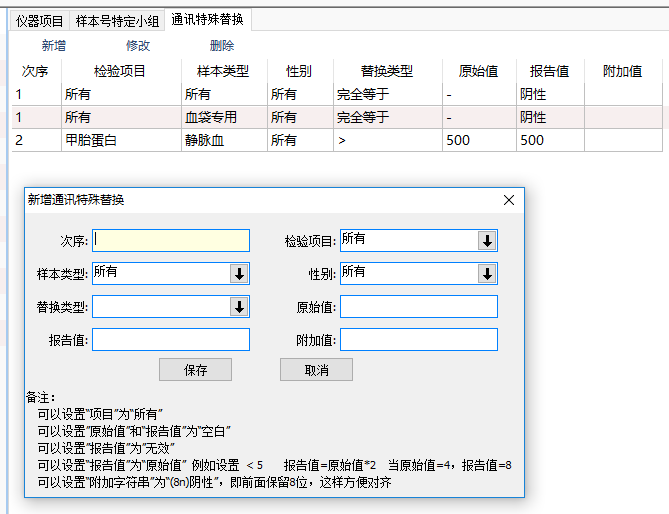 仪器项目 样本号特定小组 通讯特殊替换
新增 修改 删除
次序 检验项目 样本类型 性别 替换类型 原始值 报告值 附加值
1 所有 所有 所有 完全等于 - 阴性
1 所有 血袋专用 所有 完全等于 - 阴性
2 甲胎蛋白 静脉血 所有 > 500 500
新增通讯特殊替换
次序: 检验项目: 所有
样本类型: 所有 性别: 所有
替换类型: 原始值:
报告值: 附加值:
保存 取消
备注:
可以设置"项目"为"所有"
可以设置"原始值"和"报告值"为"空白"
可以设置"报告值"为"无效"
可以设置"报告值"为"原始值" 例如设置 < 5 报告值=原始值*2 当原始值=4，报告值=8
可以设置"附加字符串"为"(8n)阴性"，即前面保留8位，这样方便对齐